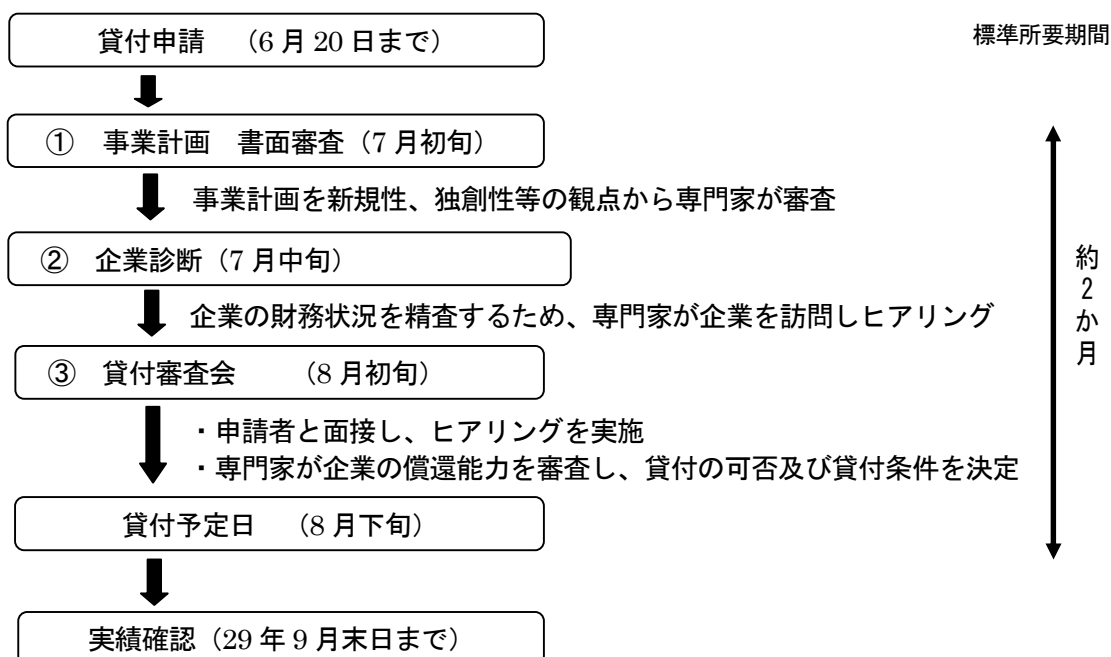 貸付申請 （6月20日まで）
標準所要期間
① 事業計画 書面審査（7月初旬）
事業計画を新規性、独創性等の観点から専門家が審査
② 企業診断（7月中旬）
企業の財務状況を精査するため、専門家が企業を訪問しヒアリング
③ 貸付審査会 （8月初旬）
・申請者と面接し、ヒアリングを実施
・専門家が企業の償還能力を審査し、貸付の可否及び貸付条件を決定
貸付予定日 （8月下旬）
実績確認（29年9月末日まで）
約2か月